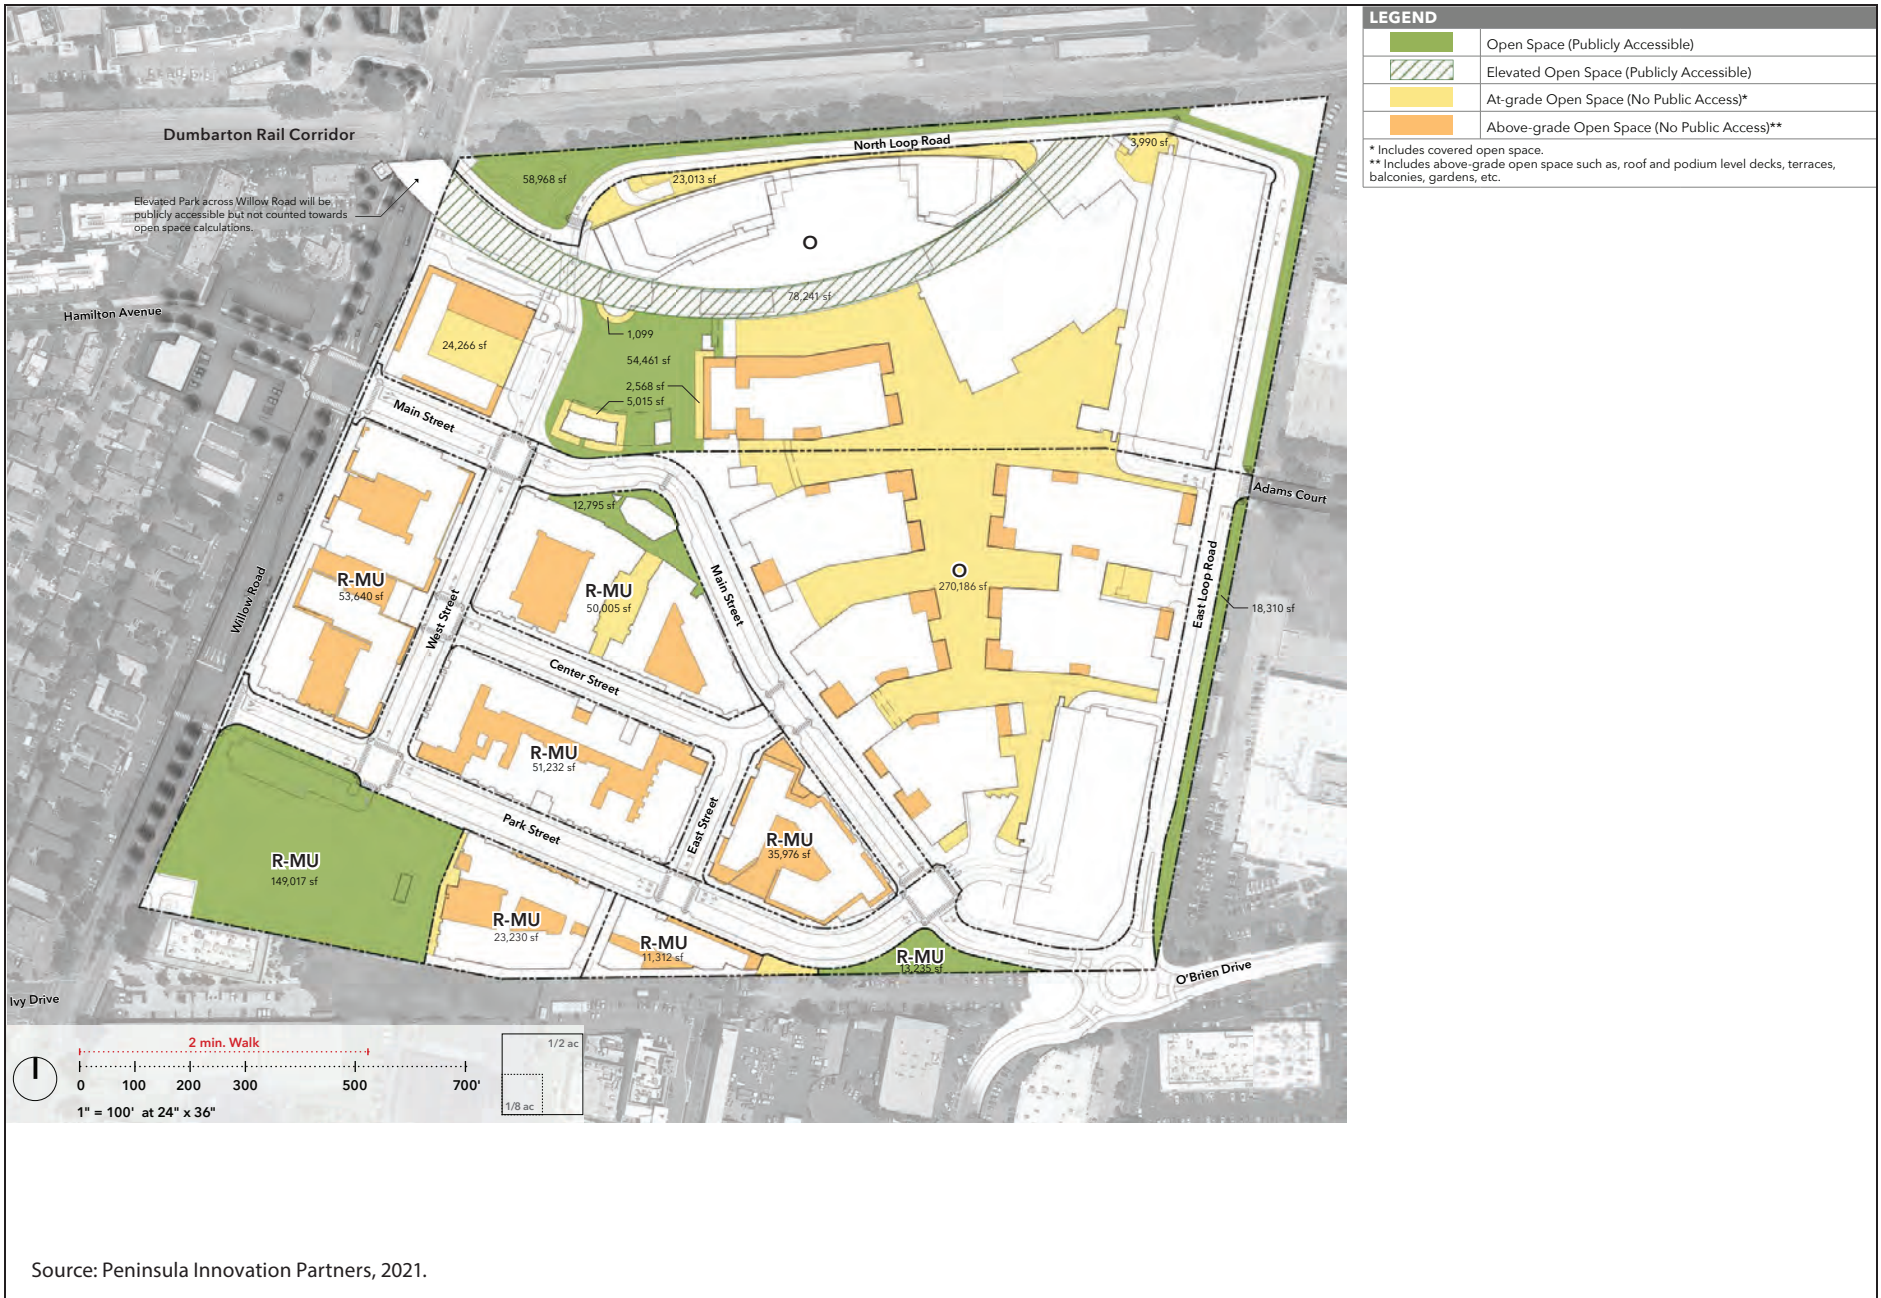 LEGEND
Open Space (Publicly Accessible)
Elevated Open Space (Publicly Accessible)
At-grade Open Space (No Public Access)*
Above-grade Open Space (No Public Access)**
* Includes covered open space.
** Includes above-grade open space such as, roof and podium level decks, terraces,
balconies, gardens, etc.
Dumbarton Rail Corridor
North Loop Road
3,990 sf
58,968 sf
23,013 sf
Elevated Park across Willow Road will be
publicly accessible but not counted towards
open space calculations.
O
78,241 sf
Hamilton Avenue
1,099
24,266 sf
54,461 sf
2,568 sf
5,015 sf
Main Street
Adams Court
12,795 sf
R-MU
53,640 sf
R-MU
50,005 sf
Main Street
O
270,186 sf
East Loop Road
18,310 sf
Willow Road
West Street
Center Street
R-MU
51,232 sf
Park Street
East Street
R-MU
35,976 sf
R-MU
149,017 sf
R-MU
23,230 sf
R-MU
11,312 sf
R-MU
13,235 sf
O'Brien Drive
Ivy Drive
2 min. Walk
0 100 200 300 500 700'
1" = 100' at 24" x 36"
1/2 ac
1/8 ac
Source: Peninsula Innovation Partners, 2021.